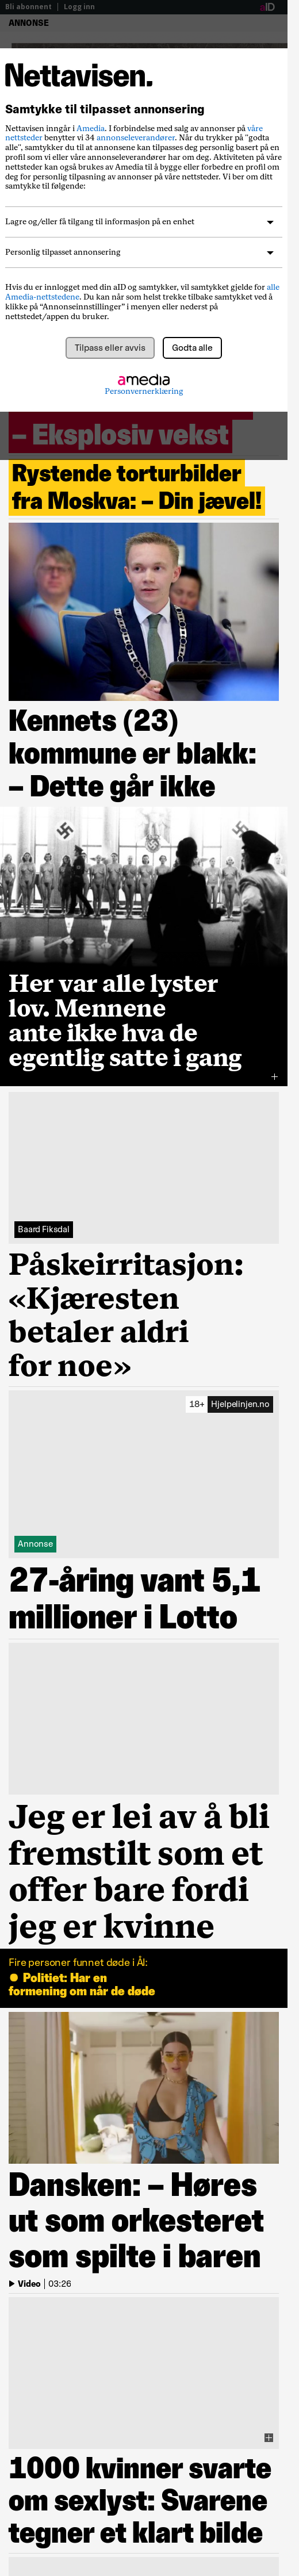 Bli abonnent | Logg inn
aID
ANNONSE
Nettavisen.
Samtykke til tilpasset annonsering
Nettavisen inngår i Amedia. I forbindelse med salg av annonser på våre
nettsteder benytter vi 34 annonseleverandører. Når du trykker på "godta
alle", samtykker du til at annonsene kan tilpasses deg personlig basert på en
profil som vi eller våre annonseleverandører har om deg. Aktiviteten på våre
nettsteder kan også brukes av Amedia til å bygge eller forbedre en profil om
deg for personlig tilpasning av annonser på våre nettsteder. Vi ber om ditt
samtykke til følgende:
Lagre og/eller få tilgang til informasjon på en enhet
Personlig tilpasset annonsering
Hvis du er innlogget med din aID og samtykker, vil samtykket gjelde for alle
Amedia-nettstedene. Du kan når som helst trekke tilbake samtykket ved å
klikke på "Annonseinnstillinger" i menyen eller nederst på
nettstedet/appen du bruker.
Tilpass eller avvis
Godta alle
amedia
Personvernerklæring
– Eksplosiv vekst
Rystende torturbilder
fra Moskva: – Din jævel!
Kennets (23)
kommune er blakk:
– Dette går ikke
Her var alle lyster
lov. Mennene
ante ikke hva de
egentlig satte i gang
Baard Fiksdal
Påskeirritasjon:
«Kjæresten
betaler aldri
for noe»
18+ Hjelpelinjen.no
Annonse
27-åring vant 5,1
millioner i Lotto
Jeg er lei av å bli
fremstilt som et
offer bare fordi
jeg er kvinne
Fire personer funnet døde i Ål:
Politiet: Har en
formening om når de døde
Dansken: – Høres
ut som orkesteret
som spilte i baren
Video | 03:26
1000 kvinner svarte
om sexlyst: Svarene
tegner et klart bilde